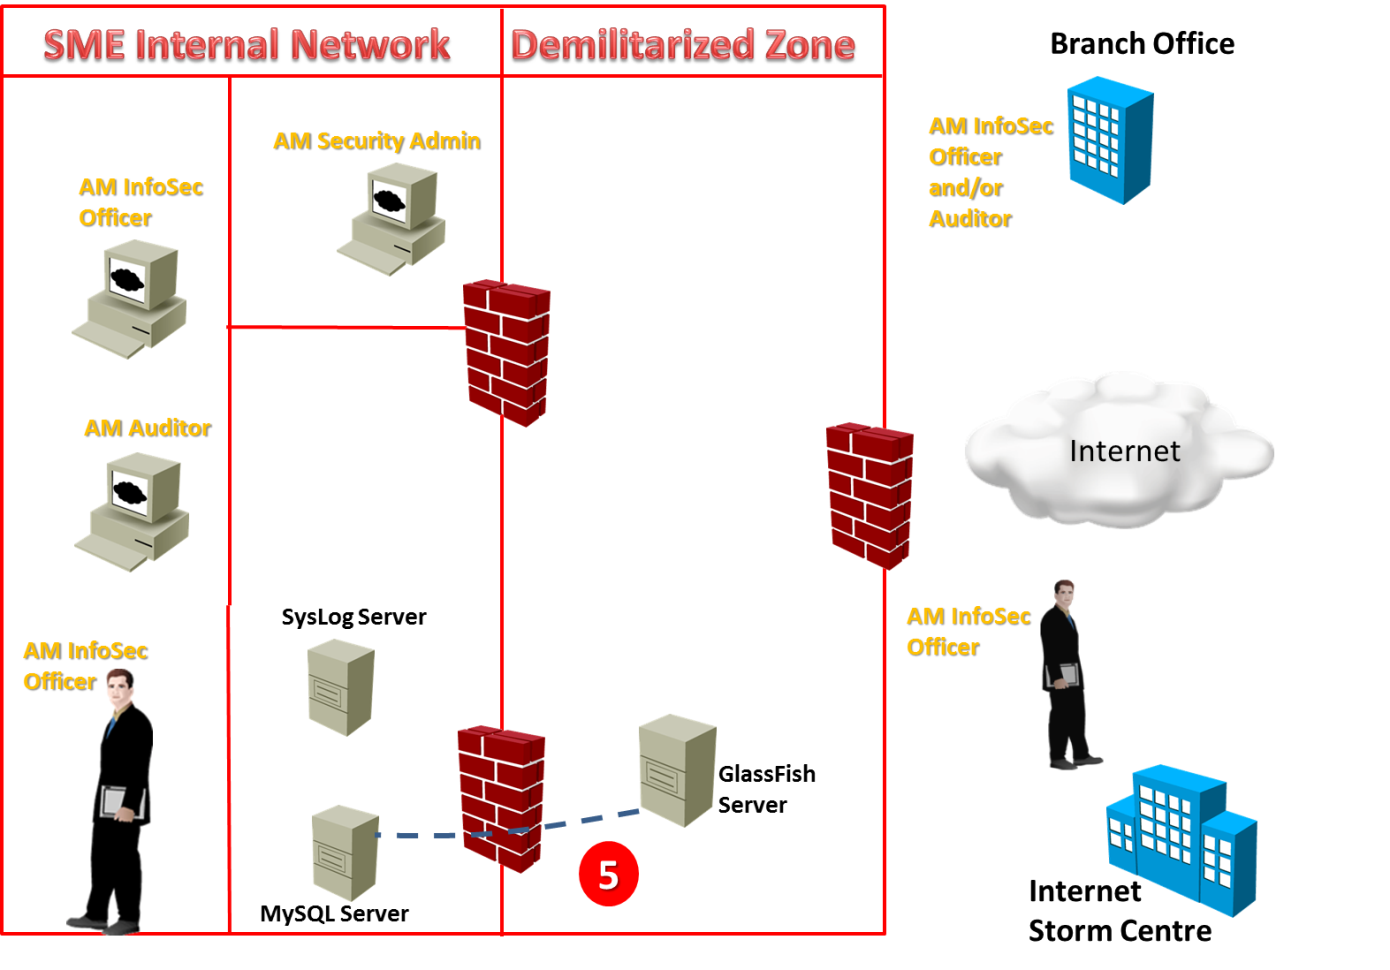 SME Internal Network
Demilitarized Zone
Branch Office
AM Security Admin
AM InfoSec
Officer
and/or
Auditor
AM InfoSec
Officer
AM Auditor
Internet
SysLog Server
AM InfoSec
Officer
AM InfoSec
Officer
GlassFish
Server
5
MySQL Server
Internet
Storm Centre